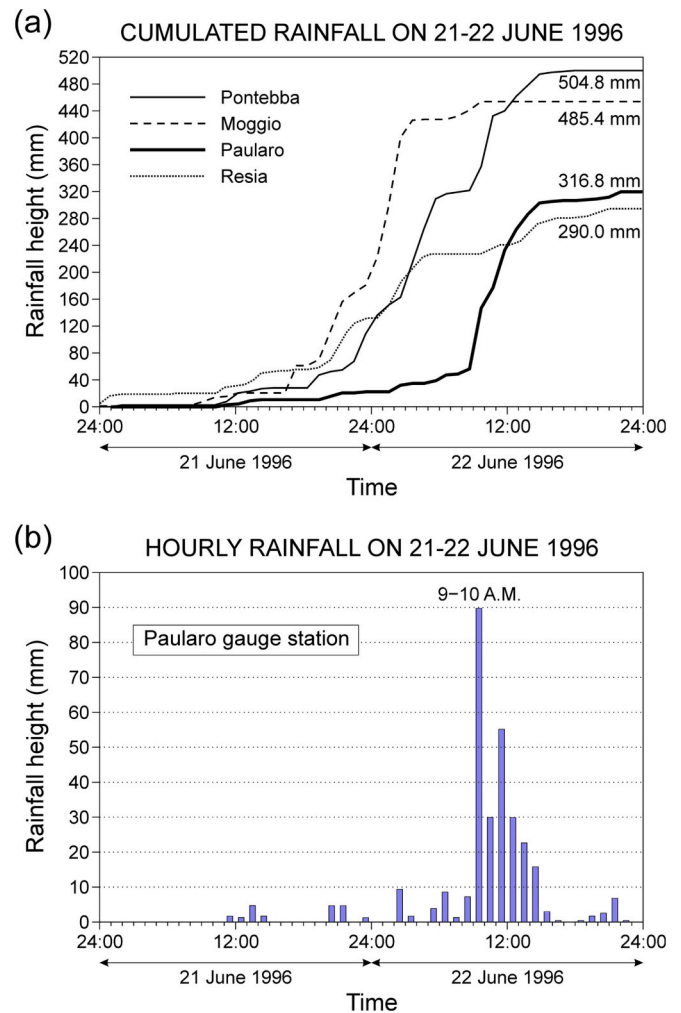 (a)
CUMULATED RAINFALL ON 21-22 JUNE 1996
Rainfall height (mm)
520
480
440
400
360
320
280
240
200
160
120
80
40
0
Pontebba
Moggio
Paularo
Resia
504.8 mm
485.4 mm
316.8 mm
290.0 mm
24:00 12:00 24:00 12:00 24:00
21 June 1996 22 June 1996
Time
(b)
HOURLY RAINFALL ON 21-22 JUNE 1996
Rainfall height (mm)
100
90
80
70
60
50
40
30
20
10
0
9−10 A.M.
Paularo gauge station
24:00 12:00 24:00 12:00 24:00
21 June 1996 22 June 1996
Time